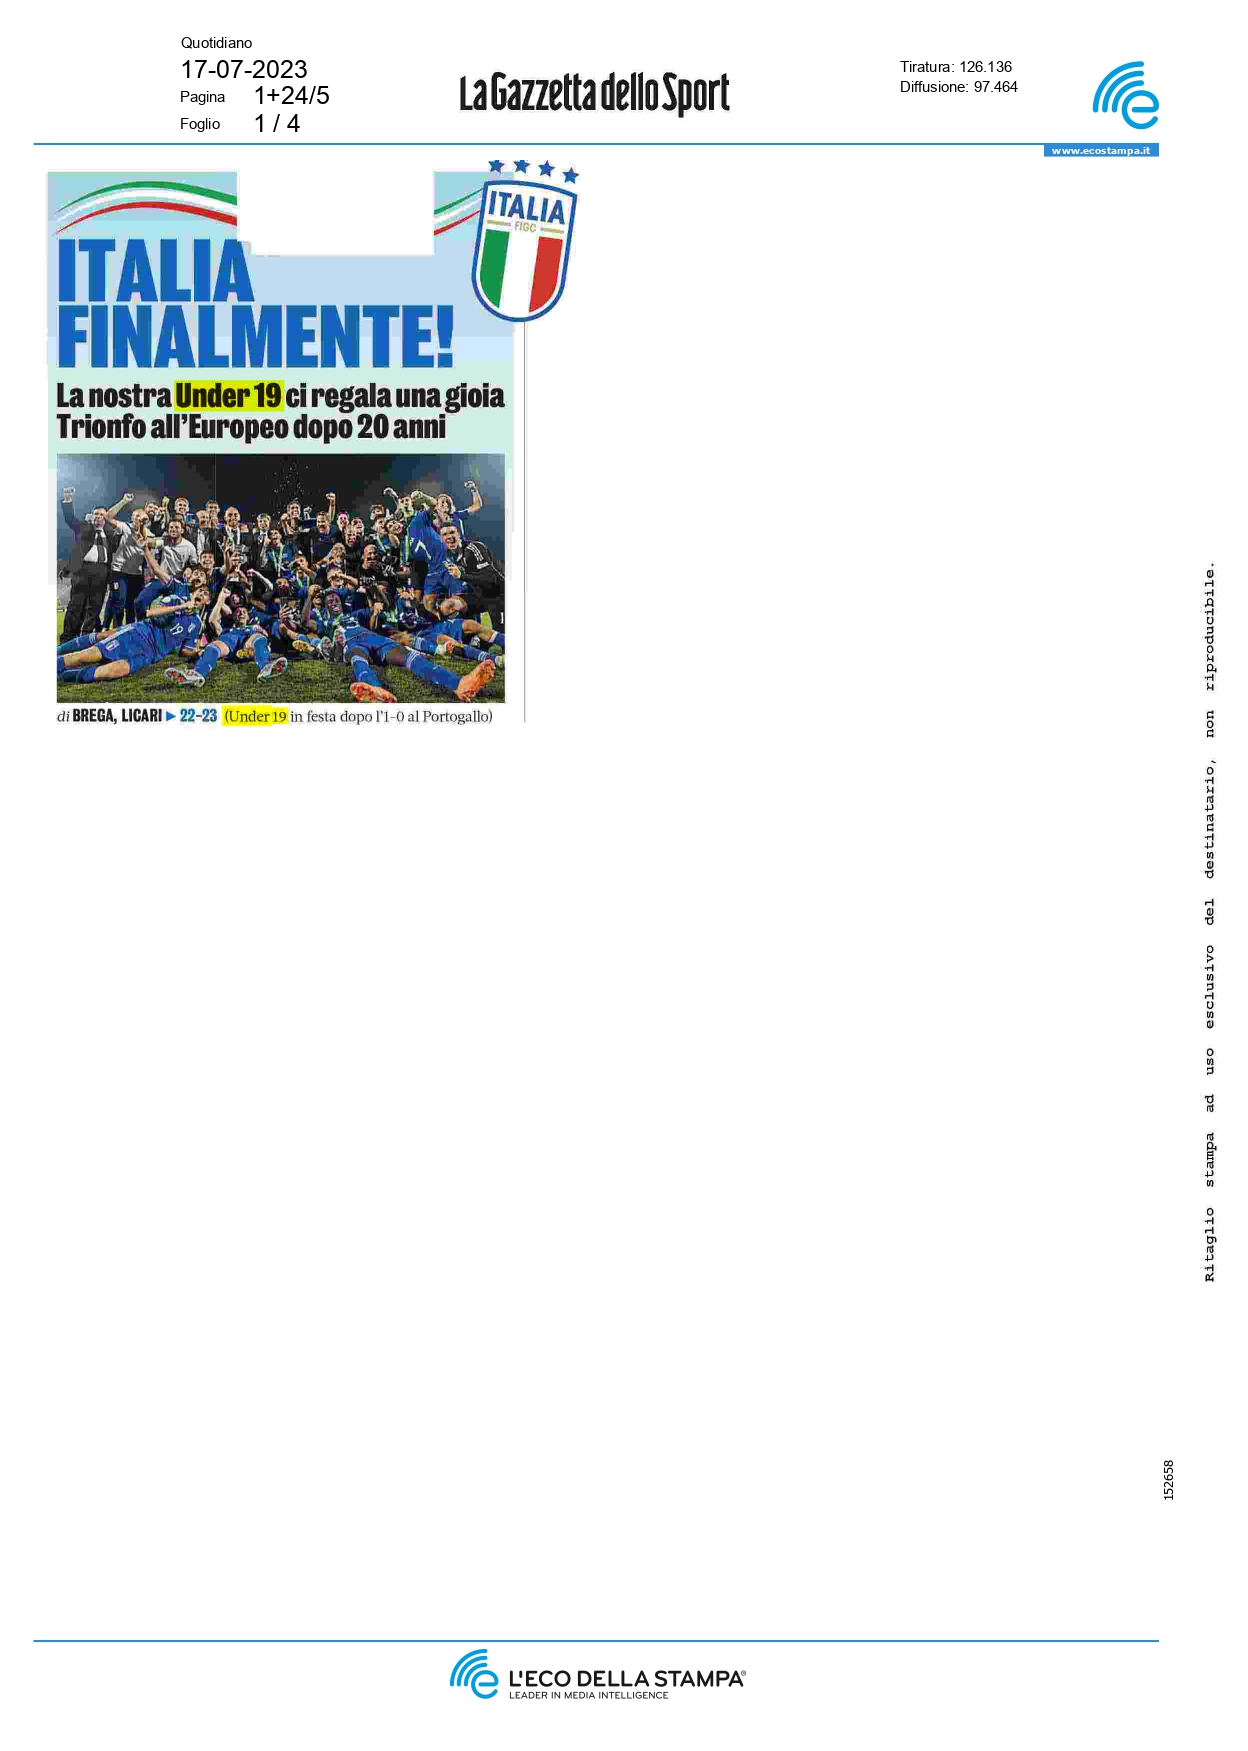 Quotidiano
17-07-2023
Pagina 1+24/5
Foglio 1 / 4
La Gazzetta dello Sport
Tiratura: 126.136
Diffusione: 97.464
www.ecostampa.it
ITALIA
FIGC
ITALIA
FINALMENTE!
La nostra Under 19 ci regala una gioia
Trionfo all'Europeo dopo 20 anni
19
di BREGA, LICARI ▶ 22-23 (Under 19 in festa dopo l'1-0 al Portogallo)
Ritaglio stampa ad uso esclusivo del destinatario, non riproducibile.
152658
L'ECO DELLA STAMPA®
LEADER IN MEDIA INTELLIGENCE